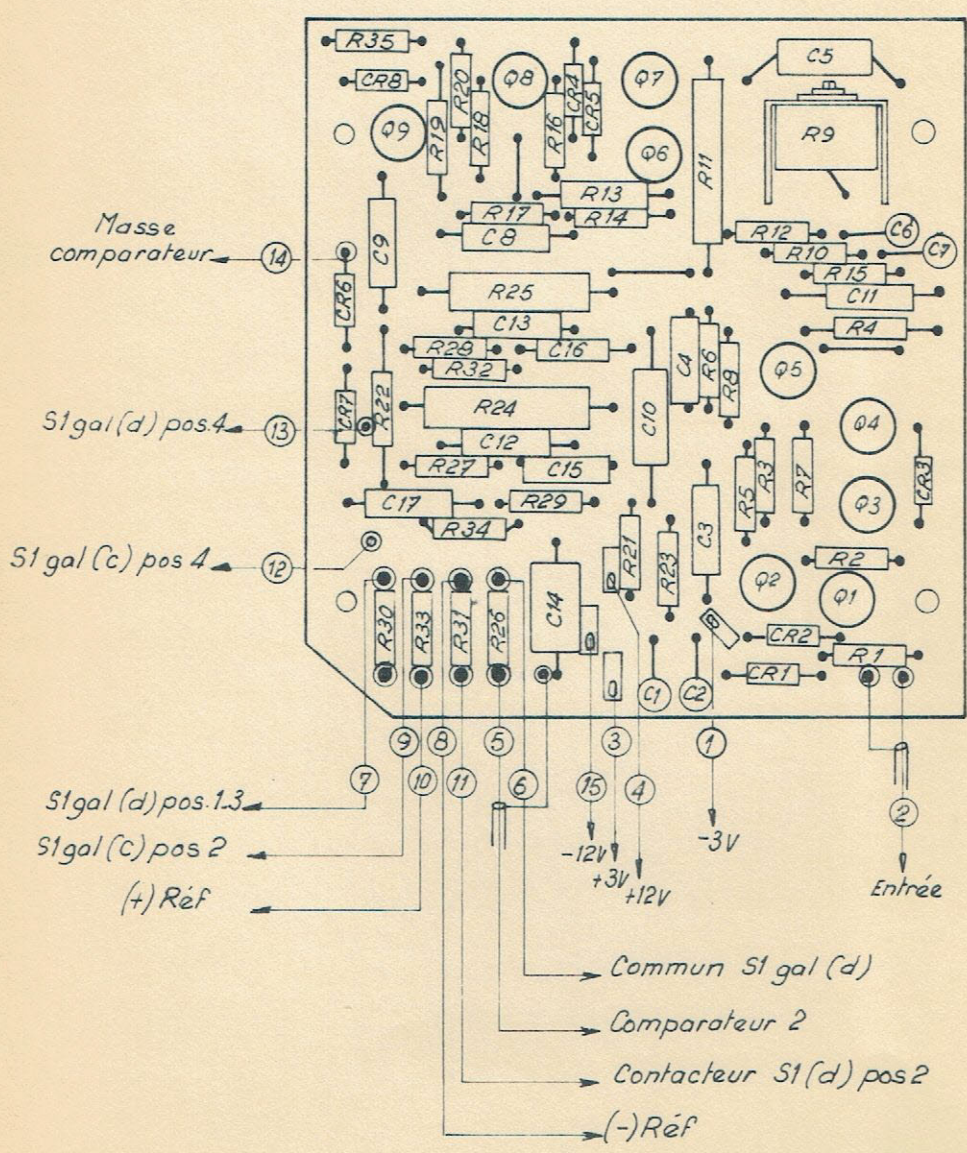 R35
CR8
R20
R19
R18
Q8
CR4
CR5
R16
Q7
C5
Q9
Q6
R11
R9
R13
R17
R14
C8
C9
R12
C6
R10
C7
R15
C11
R4
Masse
comparateur
14
CR6
R25
C13
R28
C16
R32
C4
R6
R8
Q5
R24
C10
S1 gal (d) pos.4
13
CR7
R22
C12
R27
C15
C17
R29
R34
Q4
R5
R3
R7
Q3
CR3
C3
R21
R23
S1 gal (c) pos 4
12
R2
Q2
Q1
R30
R33
R31
R26
C14
CR2
R1
C1
C2
CR1
9
8
5
3
1
7
10
11
6
15
4
2
S1 gal (d) pos.1.3
S1 gal (c) pos 2
(+) Réf
-12V
+3V
+12V
-3V
Entrée
Commun S1 gal (d)
Comparateur 2
Contacteur S1 (d) pos 2
(-) Réf